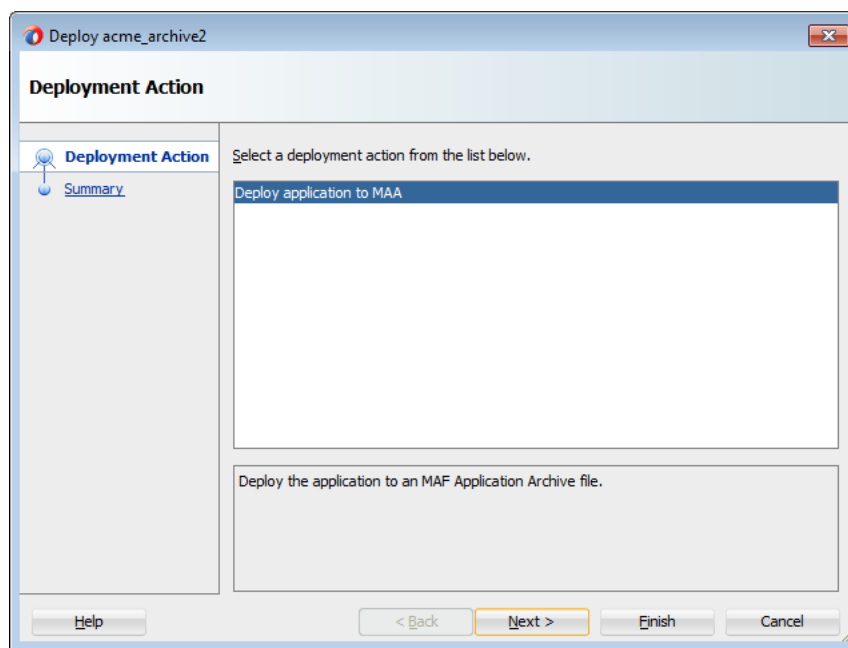 Deploy acme_archive2
Deployment Action
Deployment Action
Select a deployment action from the list below.
Summary
Deploy application to MAA
Deploy the application to an MAF Application Archive file.
Help
< Back
Next >
Finish
Cancel